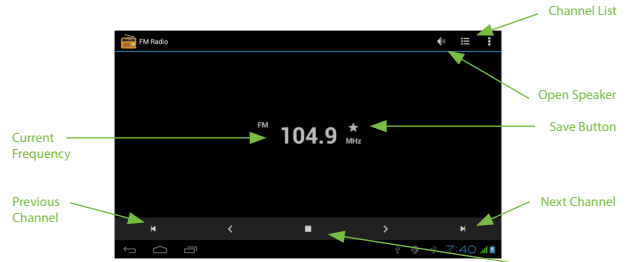 Channel List
FM Radio
Open Speaker
FM
104.9
MHz
Save Button
Current
Frequency
Previous
Channel
Next Channel
7:40